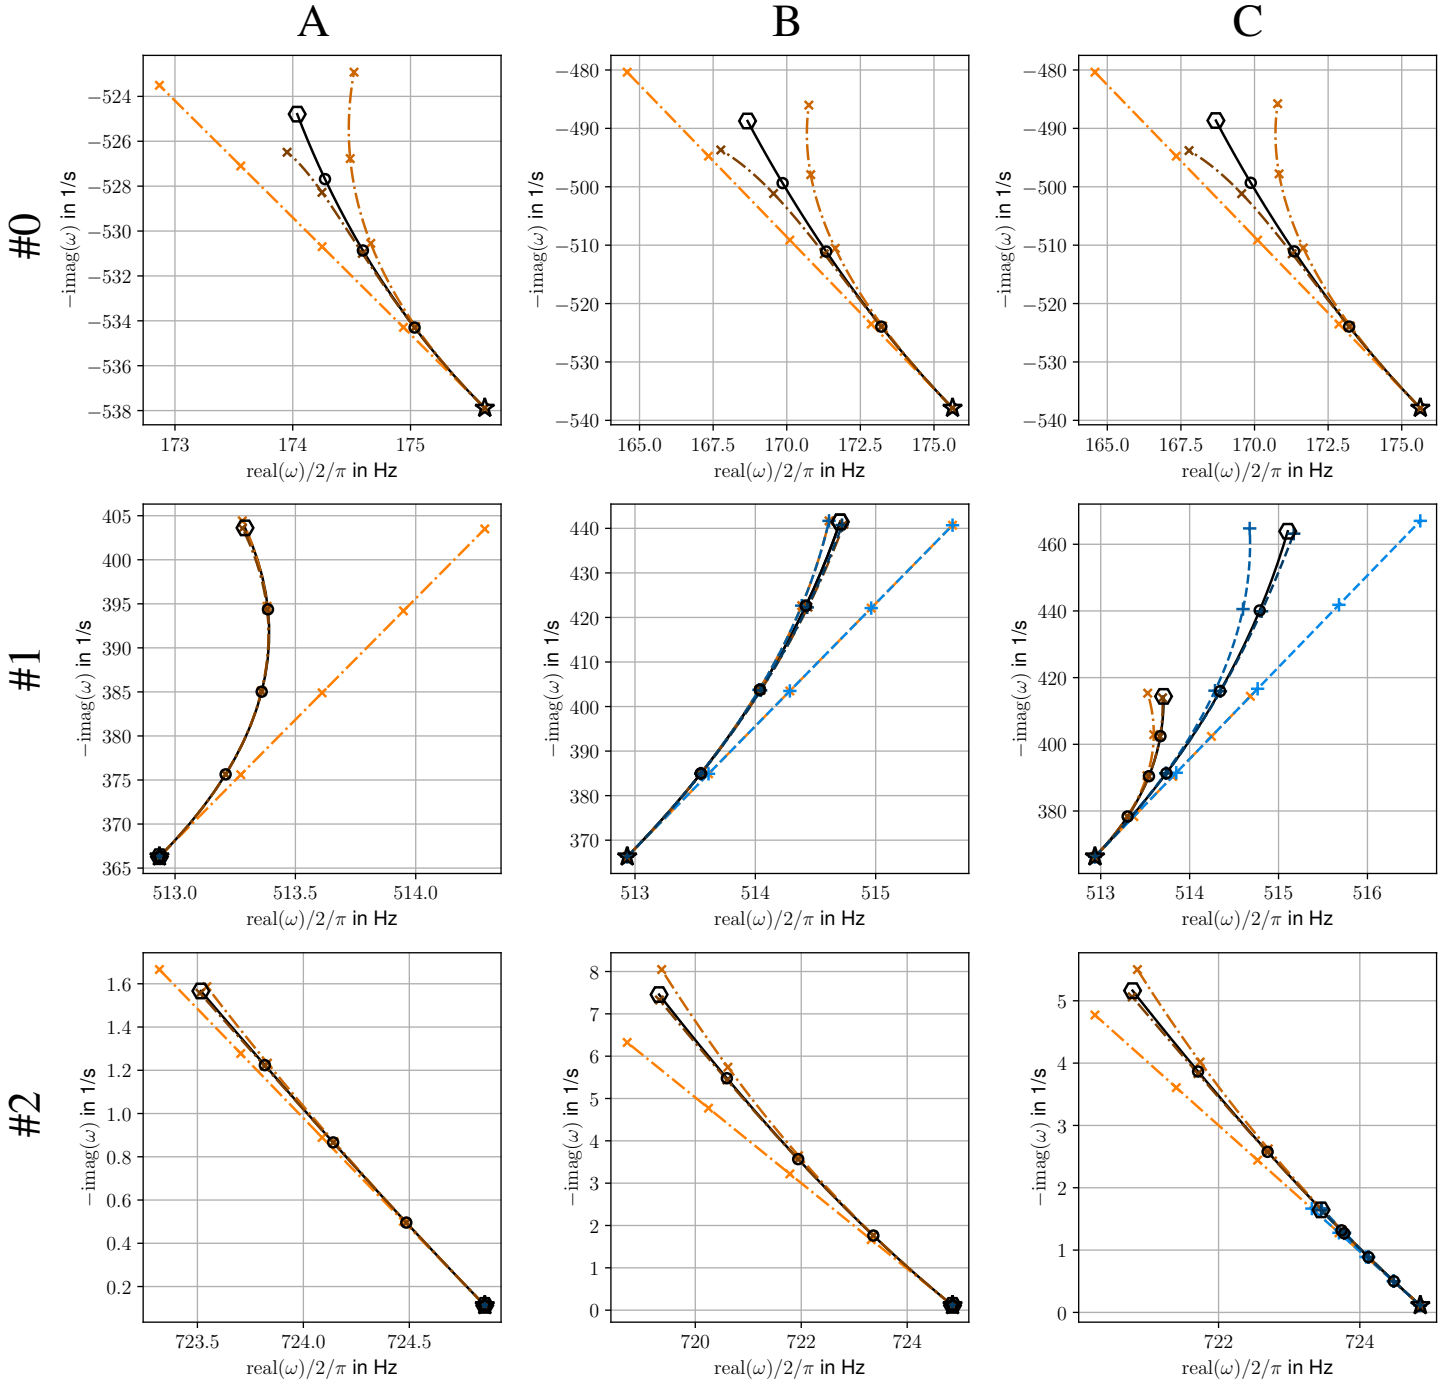 A B C
#0
−524
−526
−528
−530
−532
−534
−536
−538
−imag(ω) in 1/s
173 174 175
real(ω)/2/π in Hz
−480
−490
−500
−510
−520
−530
−540
−imag(ω) in 1/s
165.0 167.5 170.0 172.5 175.0
real(ω)/2/π in Hz
−480
−490
−500
−510
−520
−530
−540
−imag(ω) in 1/s
165.0 167.5 170.0 172.5 175.0
real(ω)/2/π in Hz
#1
405
400
395
390
385
380
375
370
365
−imag(ω) in 1/s
513.0 513.5 514.0
real(ω)/2/π in Hz
440
430
420
410
400
390
380
370
−imag(ω) in 1/s
513 514 515
real(ω)/2/π in Hz
460
440
420
400
380
−imag(ω) in 1/s
513 514 515 516
real(ω)/2/π in Hz
#2
1.6
1.4
1.2
1.0
0.8
0.6
0.4
0.2
−imag(ω) in 1/s
723.5 724.0 724.5
real(ω)/2/π in Hz
8
7
6
5
4
3
2
1
0
−imag(ω) in 1/s
720 722 724
real(ω)/2/π in Hz
5
4
3
2
1
0
−imag(ω) in 1/s
722 724
real(ω)/2/π in Hz